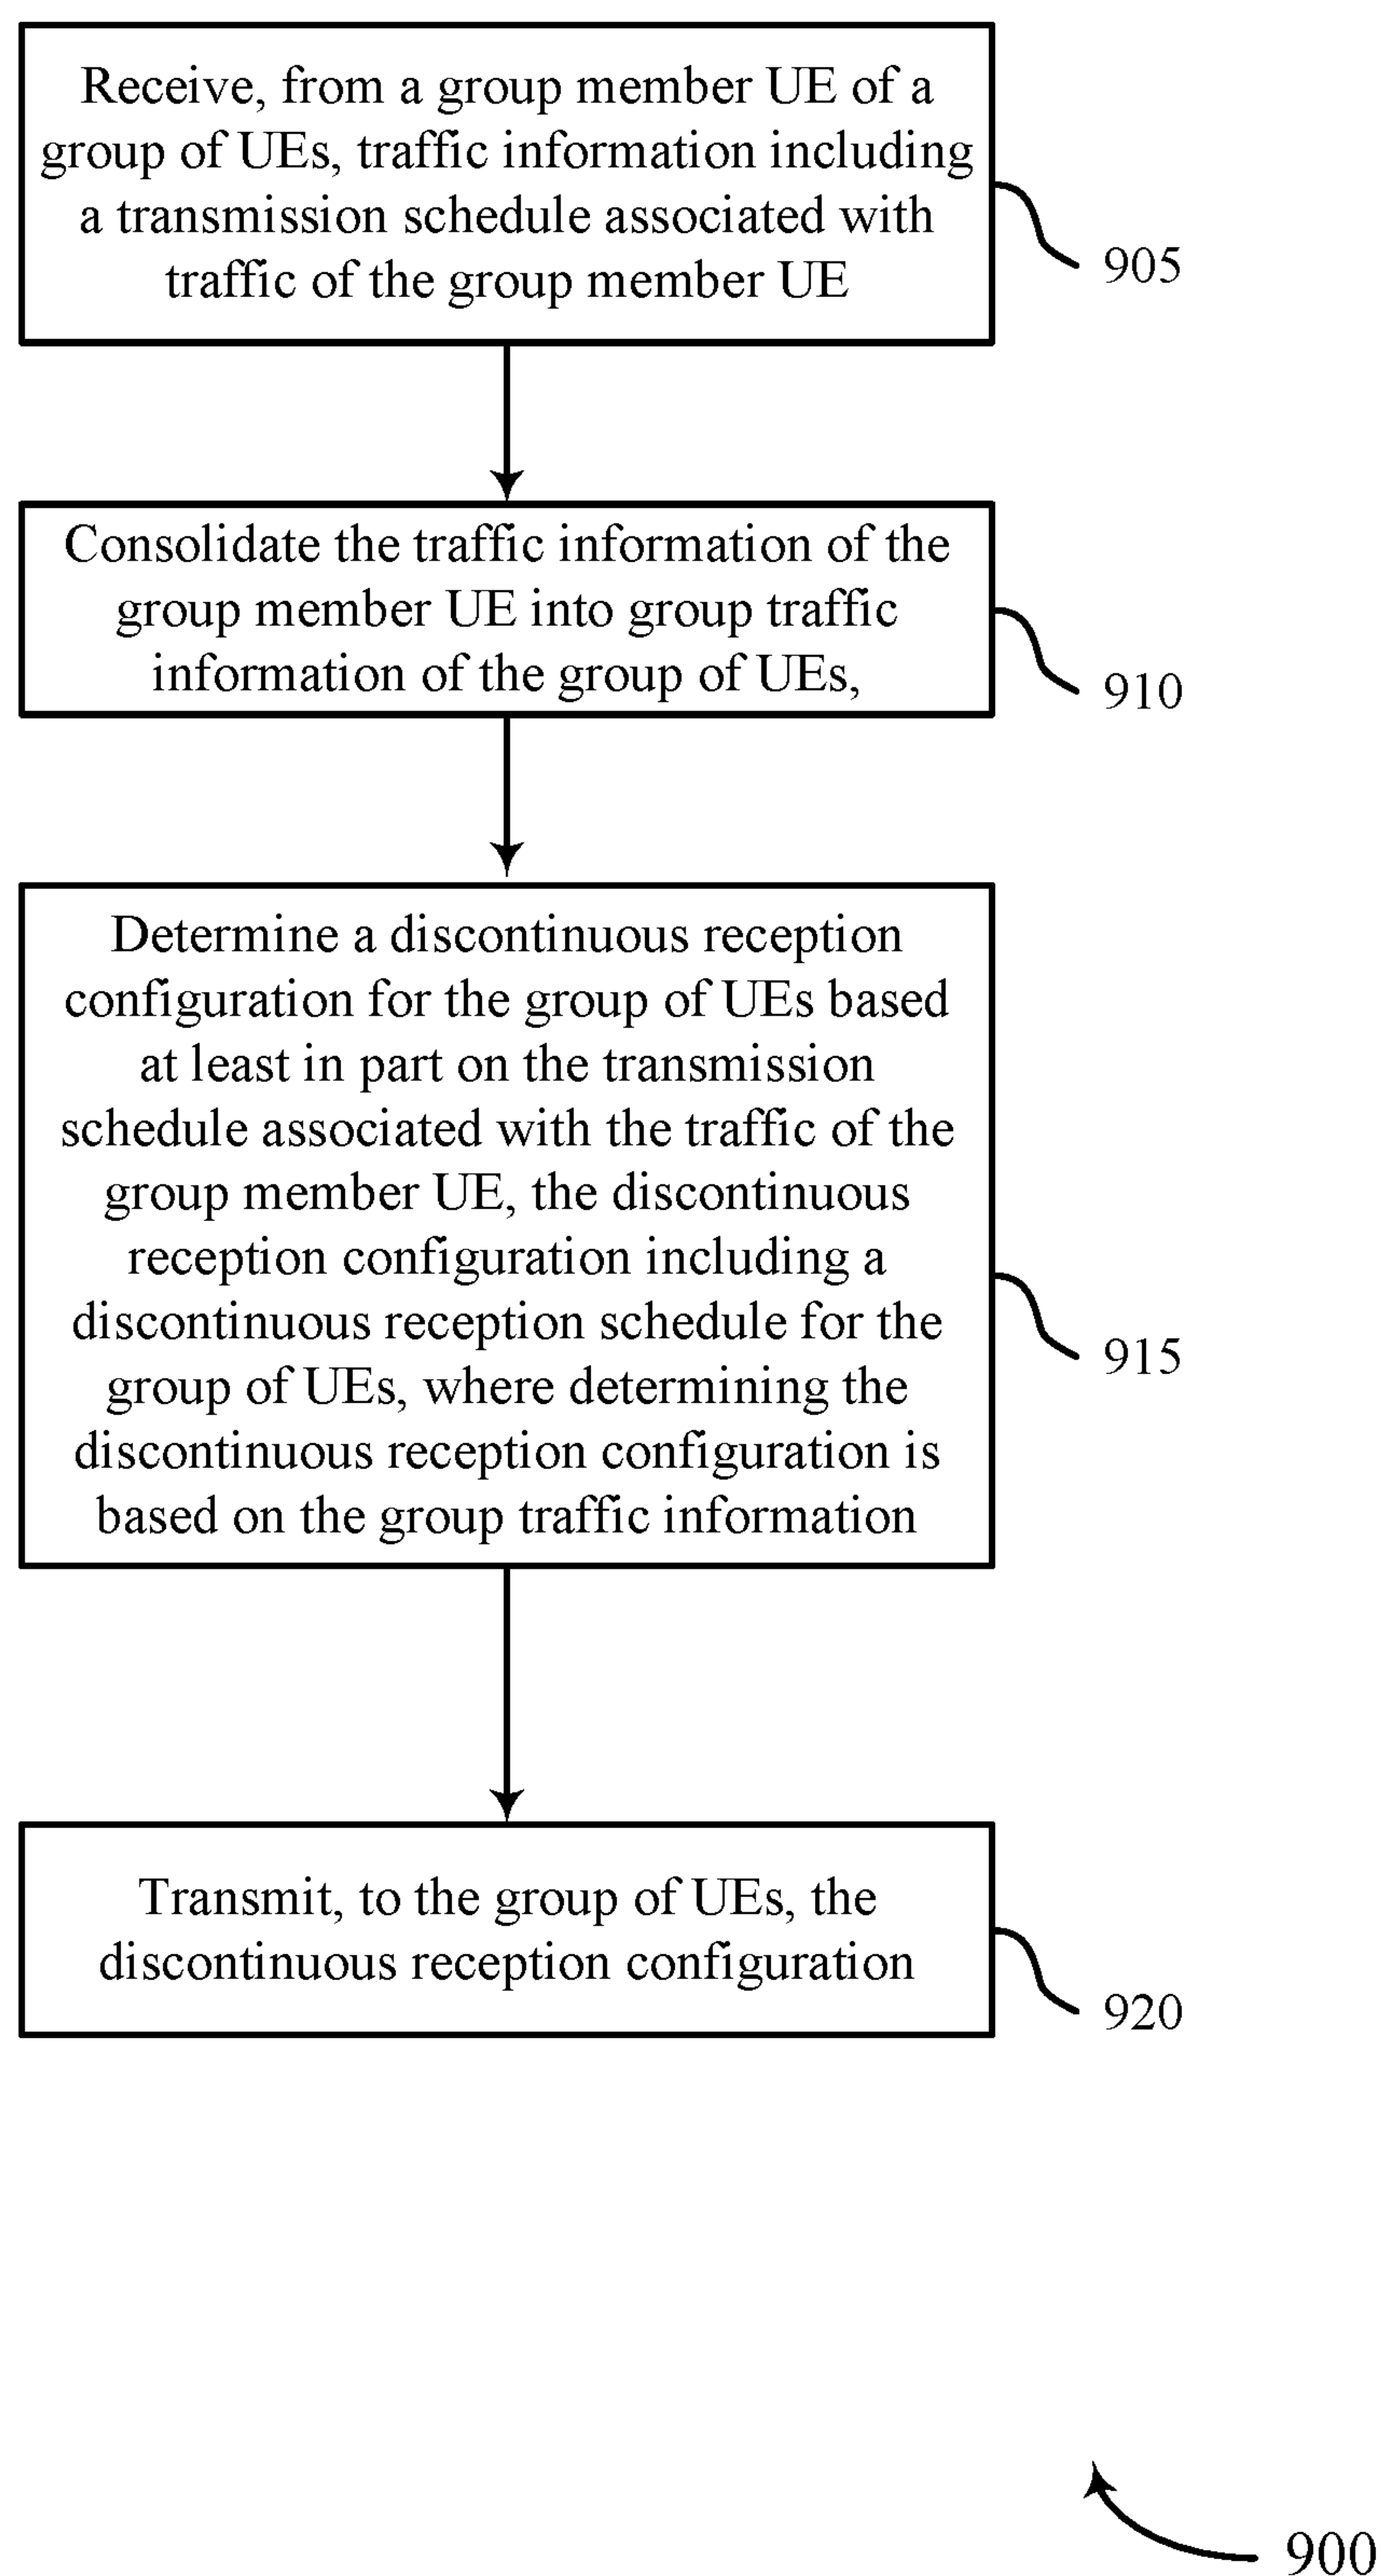 Receive, from a group member UE of a
group of UEs, traffic information including
a transmission schedule associated with
traffic of the group member UE
905
Consolidate the traffic information of the
group member UE into group traffic
information of the group of UEs,
910
Determine a discontinuous reception
configuration for the group of UEs based
at least in part on the transmission
schedule associated with the traffic of the
group member UE, the discontinuous
reception configuration including a
discontinuous reception schedule for the
group of UEs, where determining the
discontinuous reception configuration is
based on the group traffic information
915
Transmit, to the group of UEs, the
discontinuous reception configuration
920
900